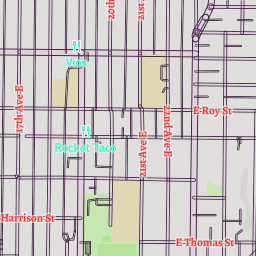 20th
21st
Vios
17th Ave E
E Roy St
22nd Ave E
21st Ave E
Rocket Taco
Harrison St
E Thomas St